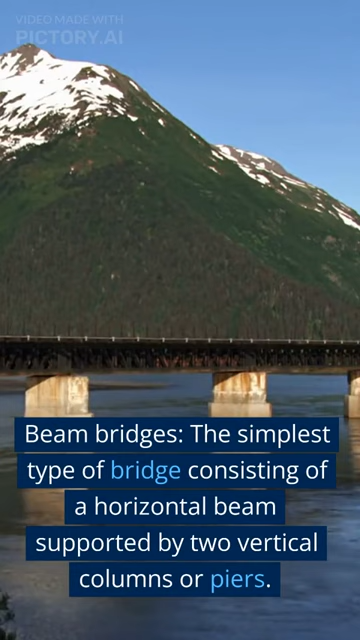 VIDEO MADE WITH
PICTORY.AI
Beam bridges: The simplest
type of bridge consisting of
a horizontal beam
supported by two vertical
columns or piers.